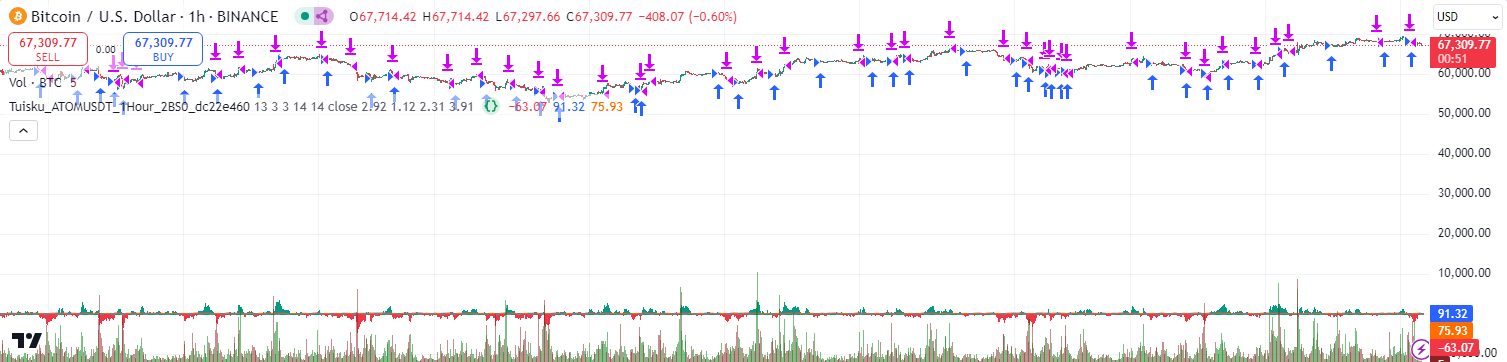 Bitcoin / U.S. Dollar · 1h · BINANCE O67,714.42 H67,714.42 L67,297.66 C67,309.77 −408.07 (−0.60%)
USD
67,309.77
SELL
0.00
67,309.77
BUY
67,309.77
00:51
Vol · BTC 5
60,000.00
Tuisku_ATOMUSDT_1Hour_2BS0_dc22e460 13 3 3 14 14 close 2.92 1.12 2.31 3.91 −63.07 91.32 75.93
50,000.00
40,000.00
30,000.00
20,000.00
10,000.00
91.32
75.93
−63.07